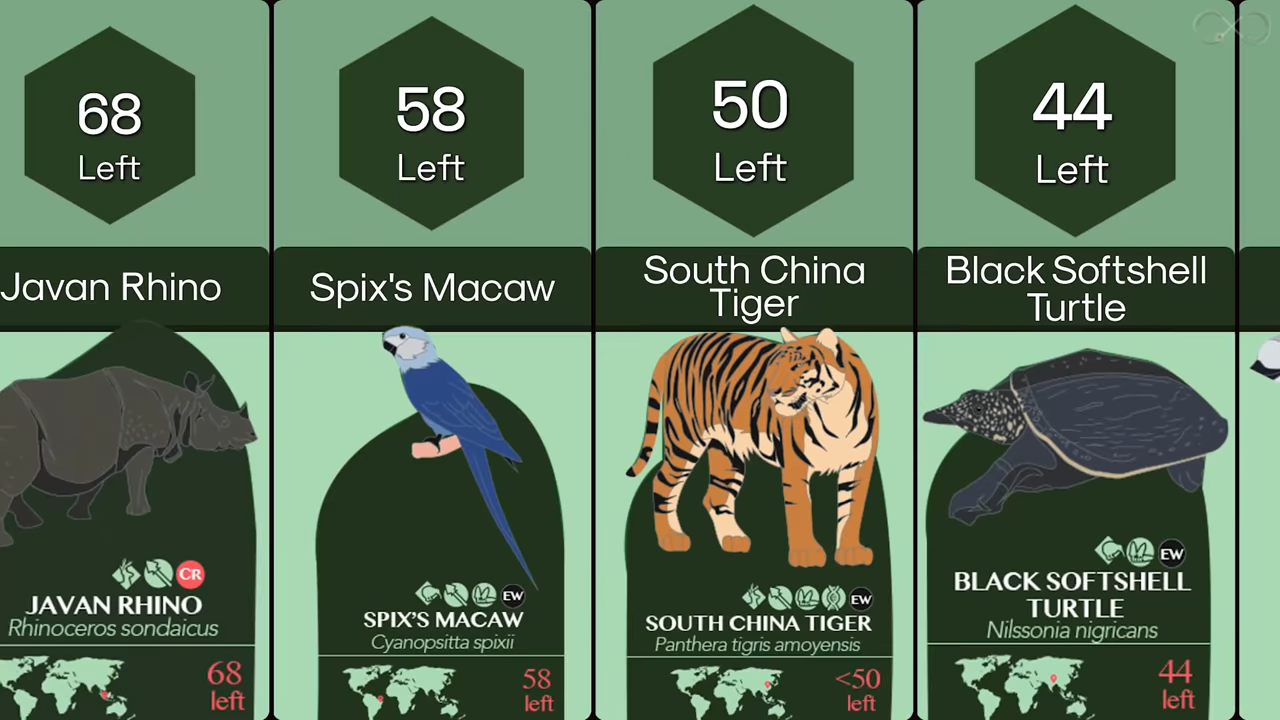 68
Left
Javan Rhino
CR
JAVAN RHINO
Rhinoceros sondaicus
68
left
58
Left
Spix's Macaw
EW
SPIX'S MACAW
Cyanopsitta spixii
58
left
50
Left
South China
Tiger
EW
SOUTH CHINA TIGER
Panthera tigris amoyensis
<50
left
44
Left
Black Softshell
Turtle
EW
BLACK SOFTSHELL
TURTLE
Nilssonia nigricans
44
left